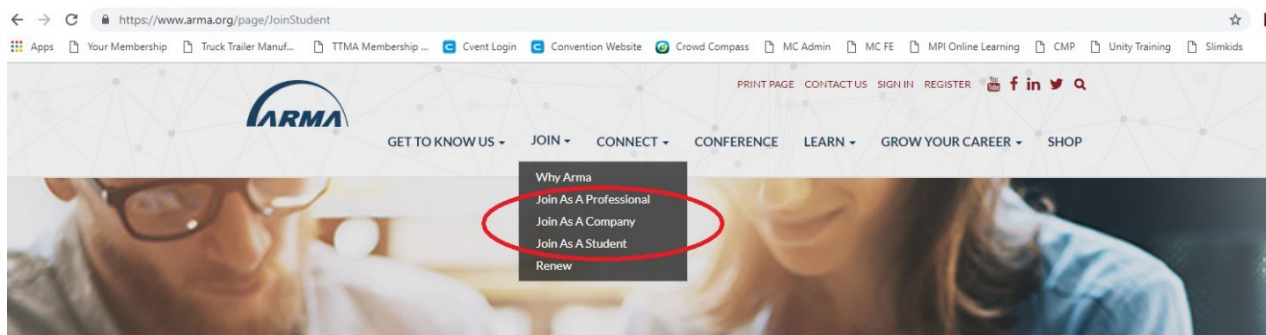 https://www.arma.org/page/JoinStudent
Apps Your Membership Truck Trailer Manuf... TTMA Membership ... Cvent Login Convention Website Crowd Compass MC Admin MC FE MPI Online Learning CMP Unity Training Slimkids
PRINT PAGE CONTACT US SIGN IN REGISTER You Tube f in
ARMA
GET TO KNOW US JOIN CONNECT CONFERENCE LEARN GROW YOUR CAREER SHOP
Why Arma
Join As A Professional
Join As A Company
Join As A Student
Renew